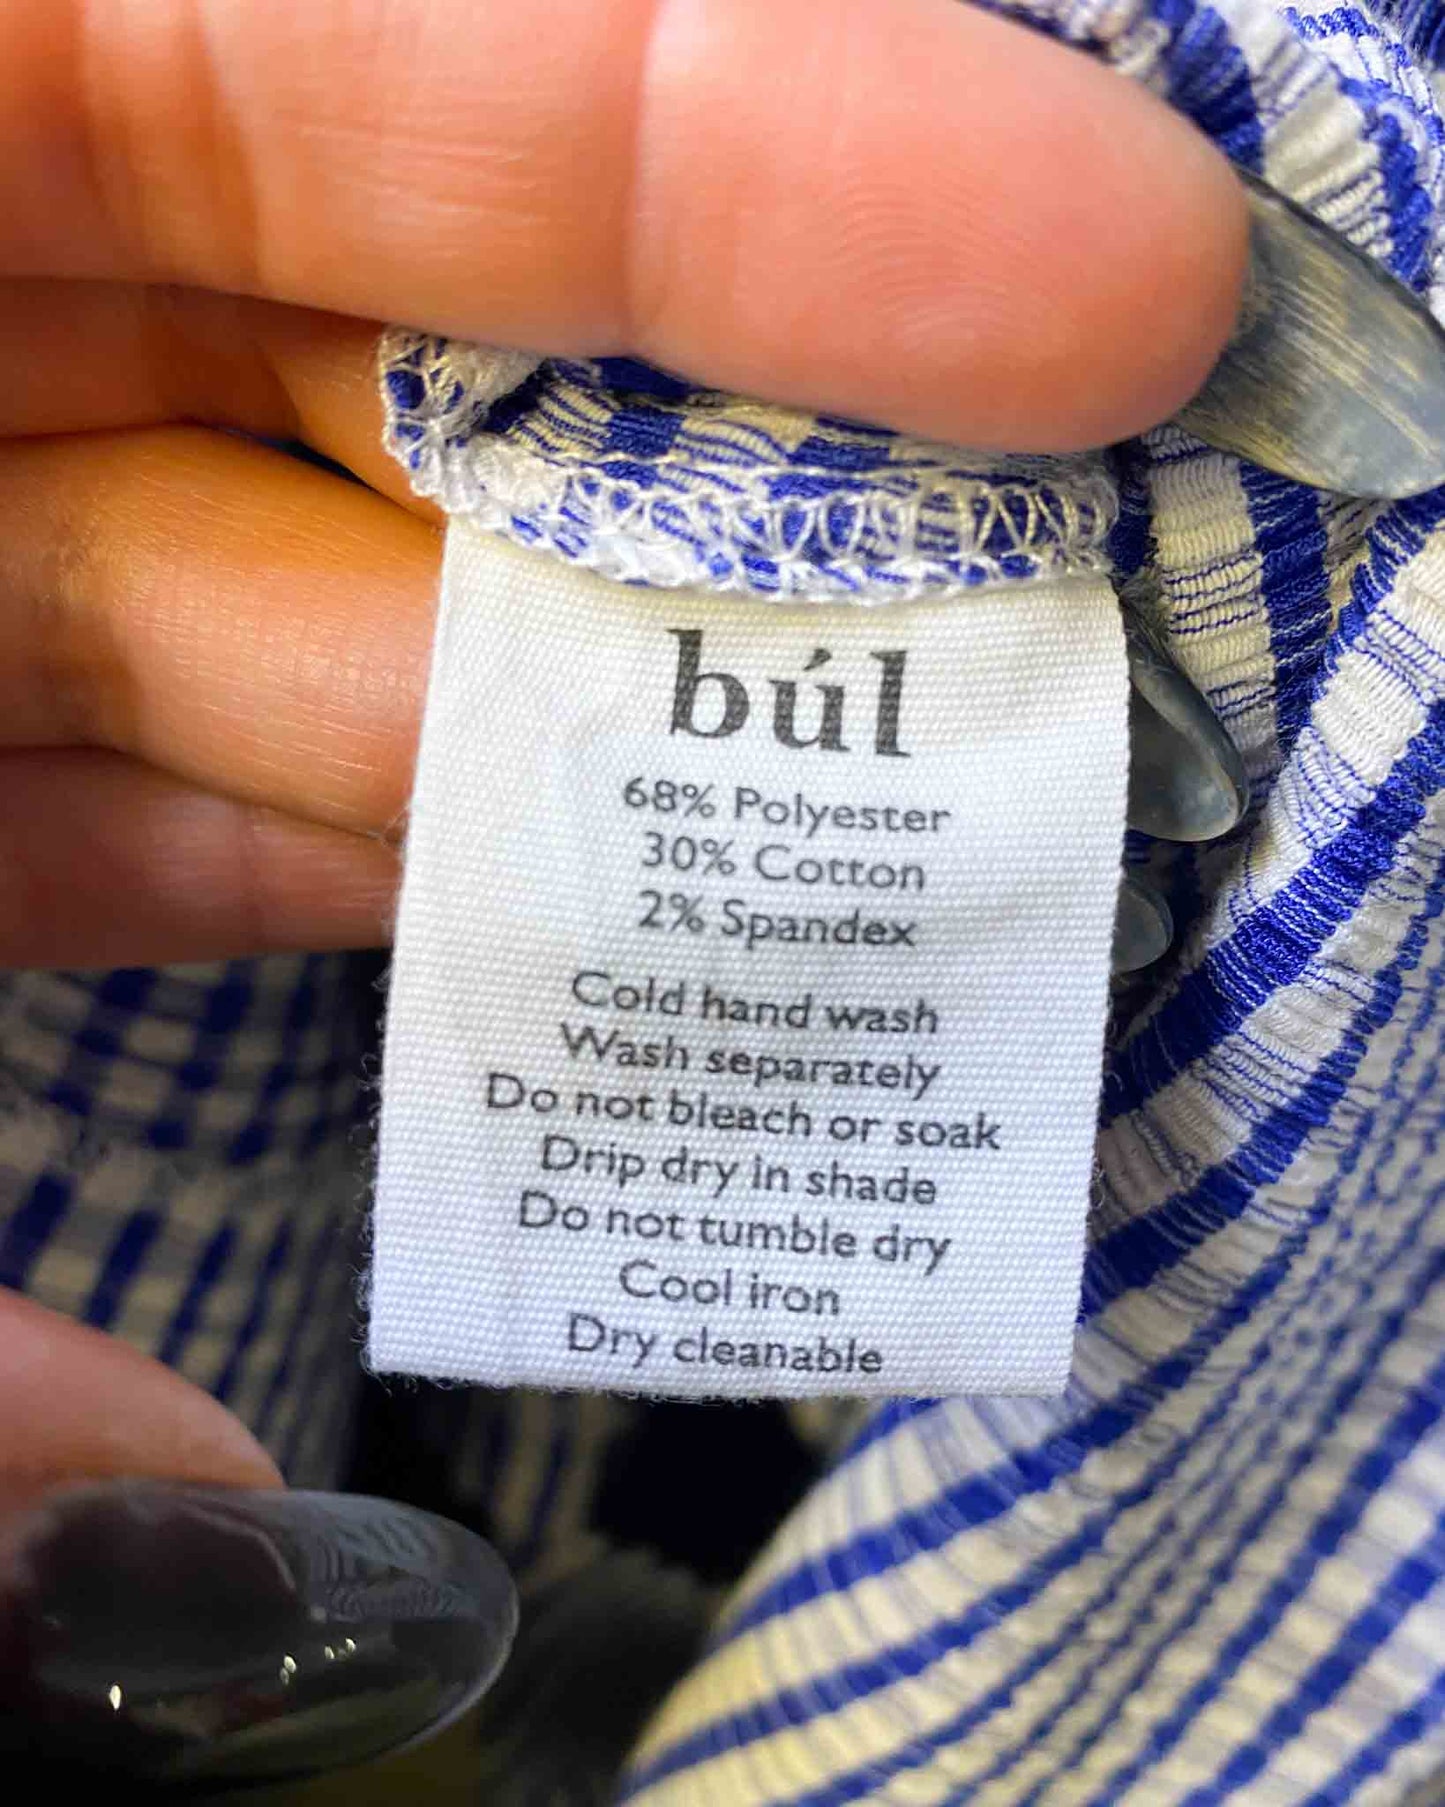 búl
68% Polyester
30% Cotton
2% Spandex
Cold hand wash
Wash separately
Do not bleach or soak
Drip dry in shade
Do not tumble dry
Cool iron
Dry cleanable